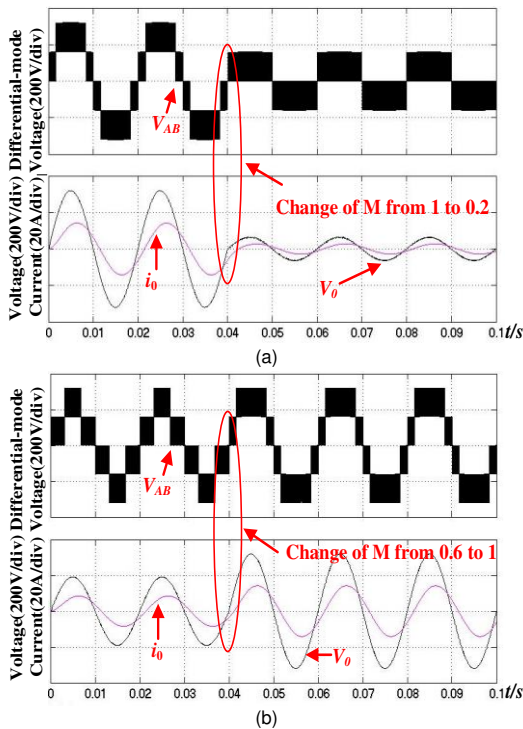 Differential-mode
Voltage(200V/div)
V_AB
Change of M from 1 to 0.2
Voltage(200V/div)
Current(20A/div)
i_0
V_0
0 0.01 0.02 0.03 0.04 0.05 0.06 0.07 0.08 0.09 0.1 t/s
(a)
Differential-mode
Voltage(200V/div)
V_AB
Change of M from 0.6 to 1
Voltage(200V/div)
Current(20A/div)
i_0
V_0
0 0.01 0.02 0.03 0.04 0.05 0.06 0.07 0.08 0.09 0.1 t/s
(b)